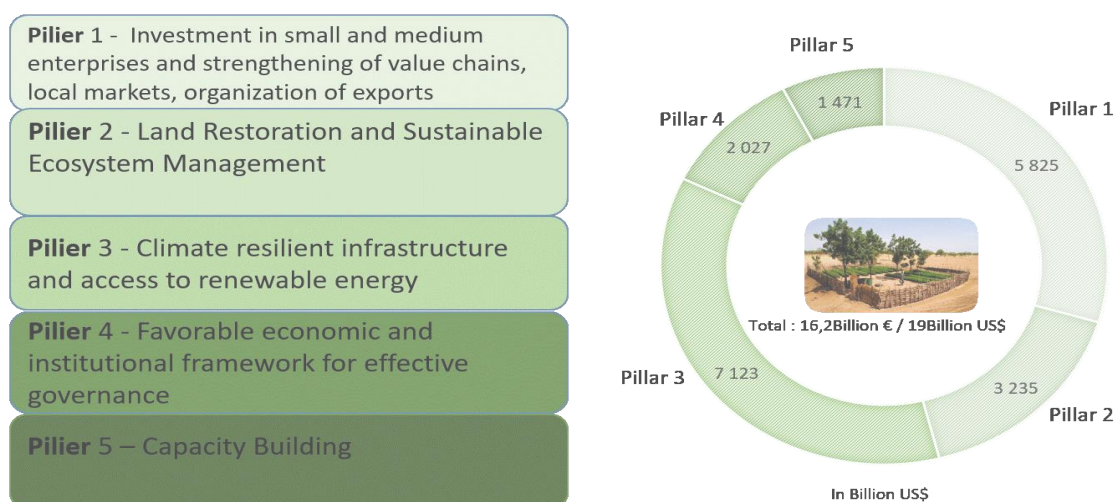 Pilier 1 - Investment in small and medium
enterprises and strengthening of value chains,
local markets, organization of exports
Pilier 2 - Land Restoration and Sustainable
Ecosystem Management
Pilier 3 - Climate resilient infrastructure
and access to renewable energy
Pilier 4 - Favorable economic and
institutional framework for effective
governance
Pilier 5 – Capacity Building
Pillar 5
1 471
Pillar 4
2 027
Pillar 1
5 825
Total : 16,2Billion € / 19Billion US$
Pillar 3
7 123
3 235
Pillar 2
In Billion US$